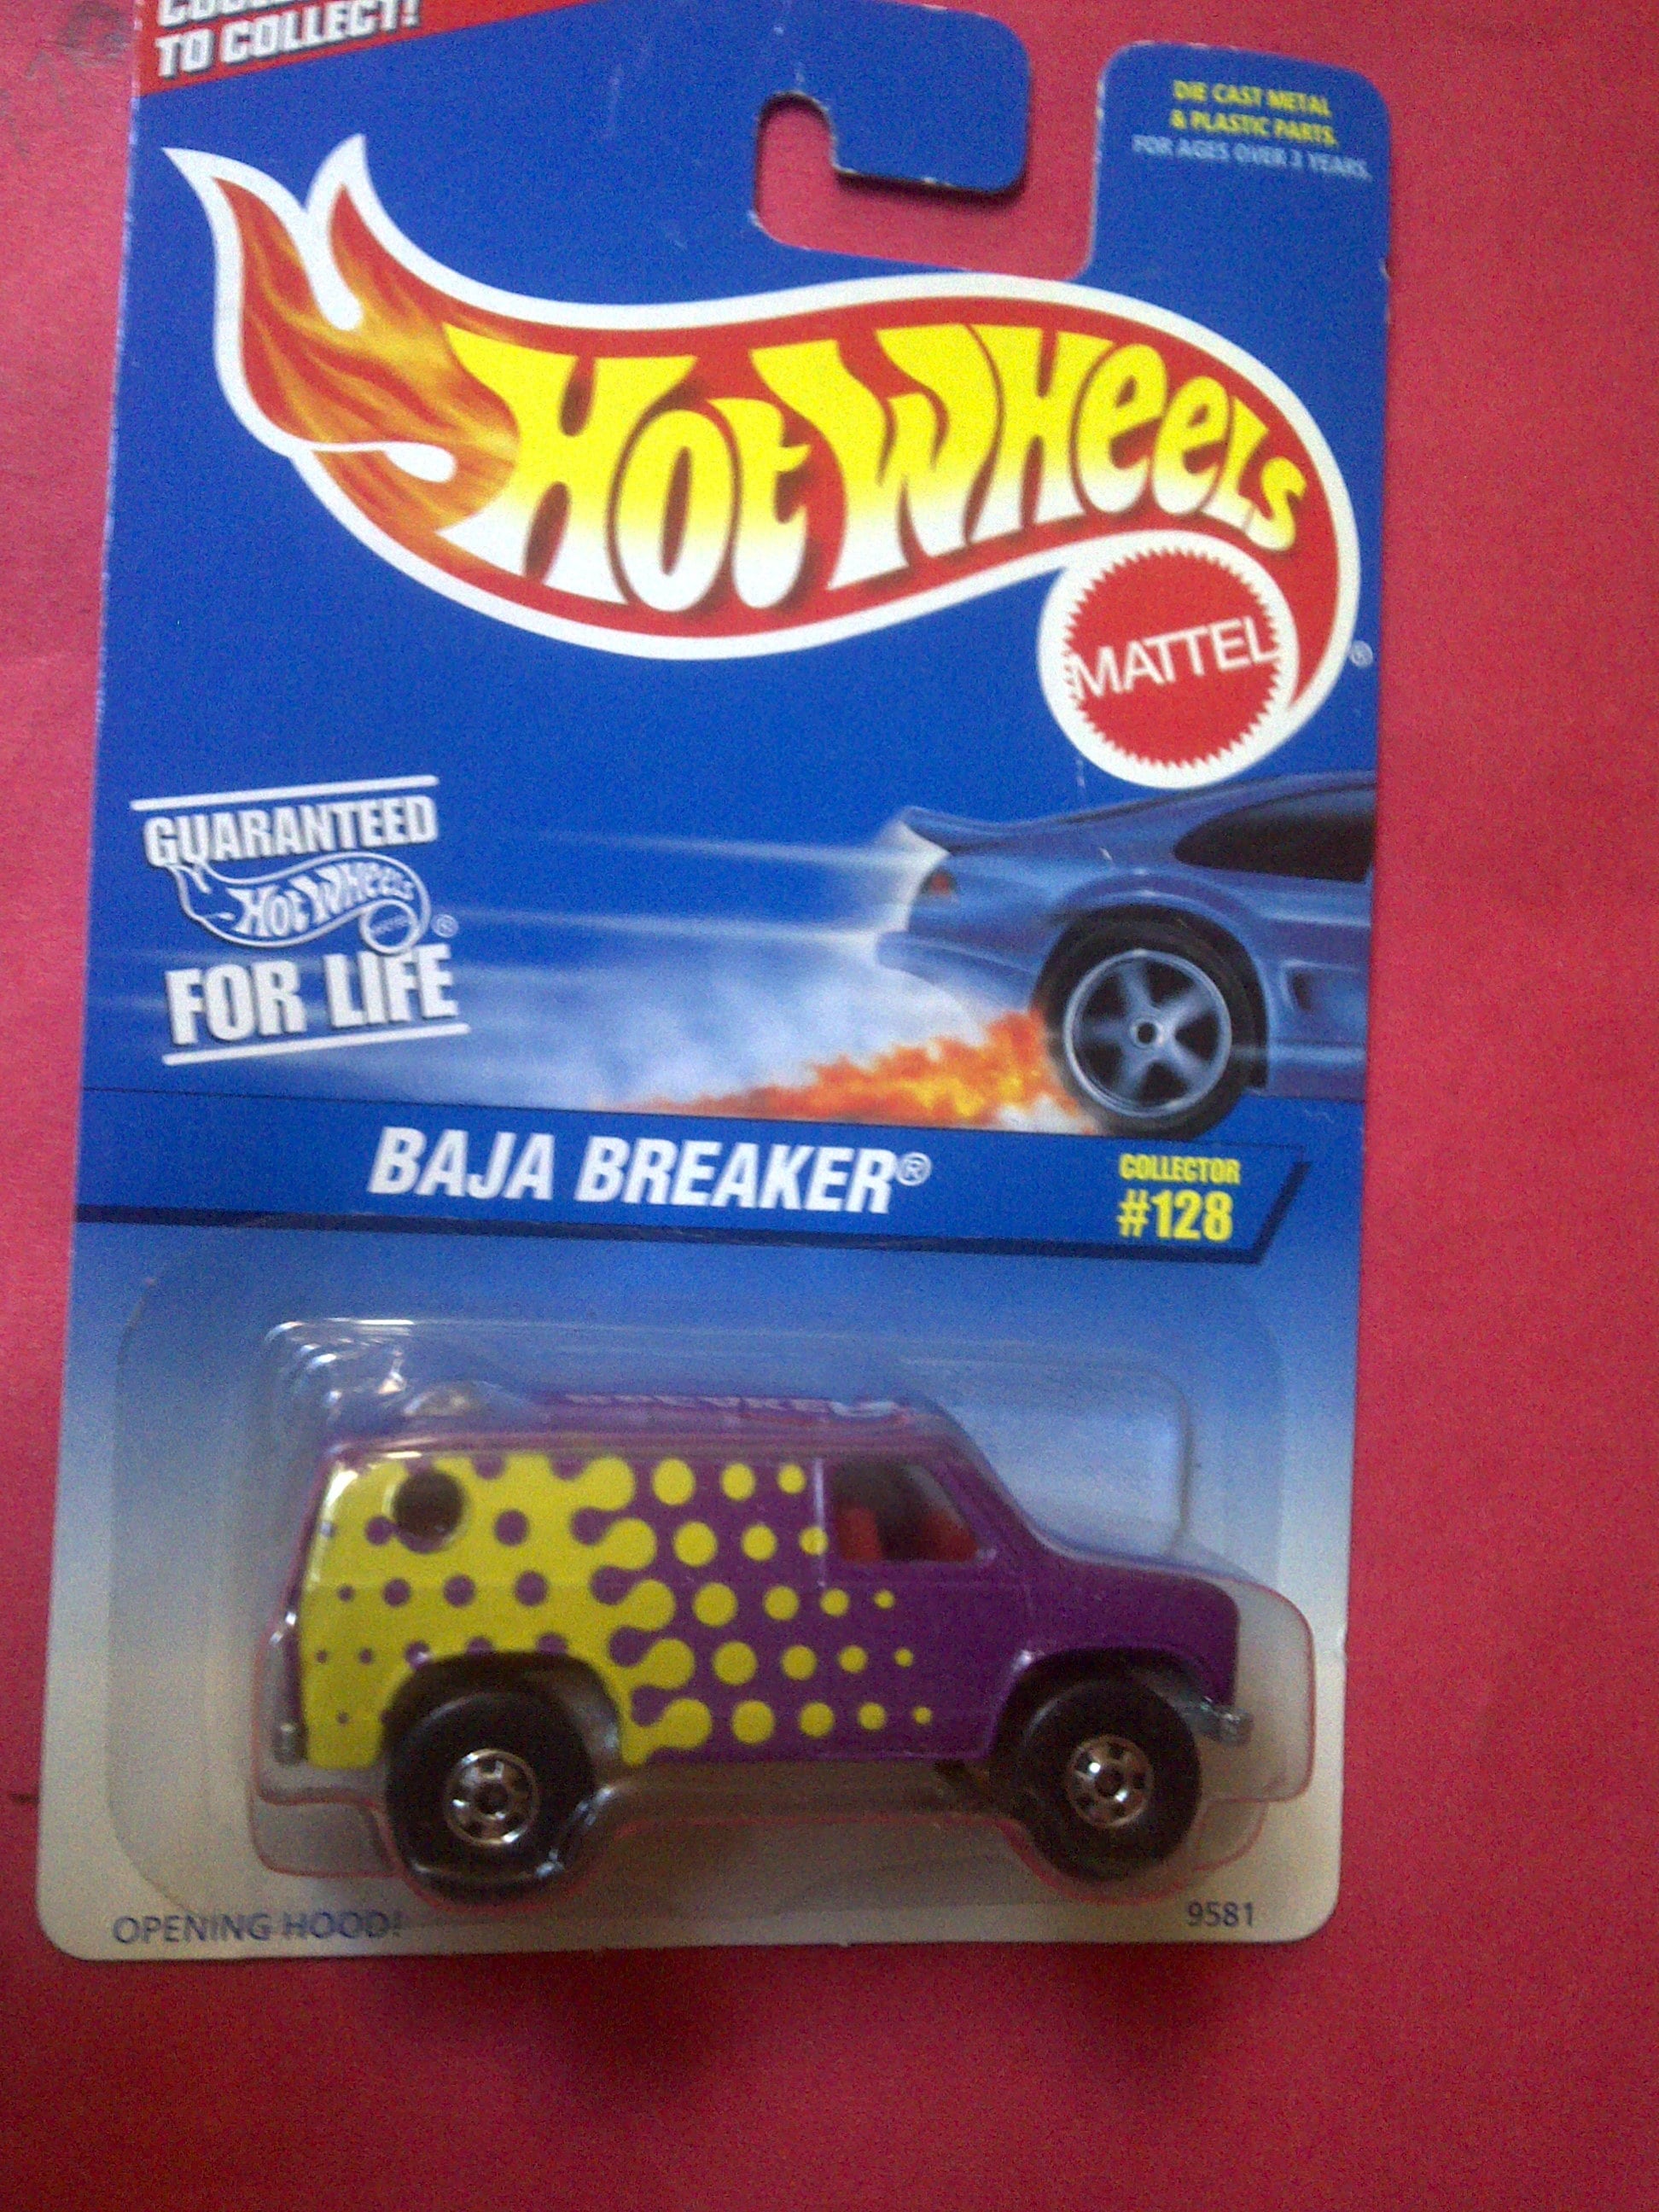 TO COLLECT!
DIE CAST METAL
& PLASTIC PARTS.
FOR AGES OVER 3 YEARS.
Hot Wheels
MATTEL
®
GUARANTEED
Hot Wheels
MATTEL
®
FOR LIFE
BAJA BREAKER®
COLLECTOR
#128
OPENING HOOD!
9581